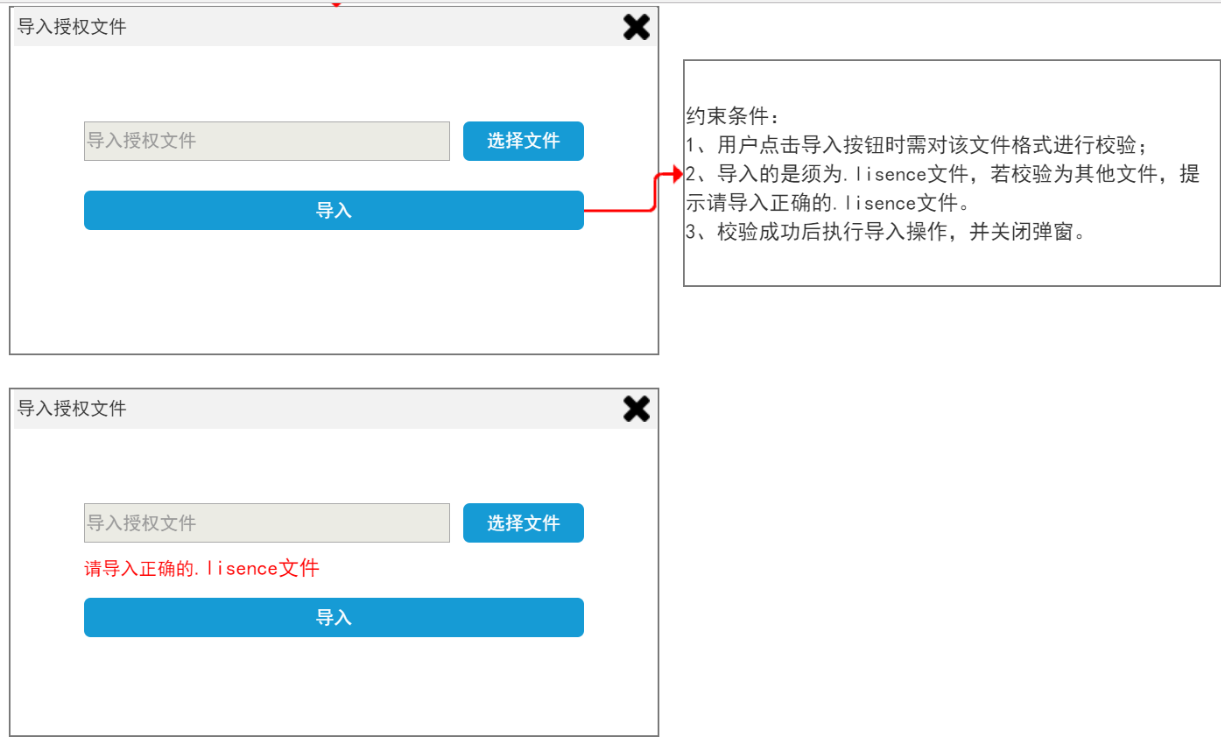 导入授权文件
导入授权文件
选择文件
导入
约束条件：
1、用户点击导入按钮时需对该文件格式进行校验；
2、导入的是须为.lisence文件，若校验为其他文件，提
示请导入正确的.lisence文件。
3、校验成功后执行导入操作，并关闭弹窗。
导入授权文件
导入授权文件
选择文件
请导入正确的.lisence文件
导入